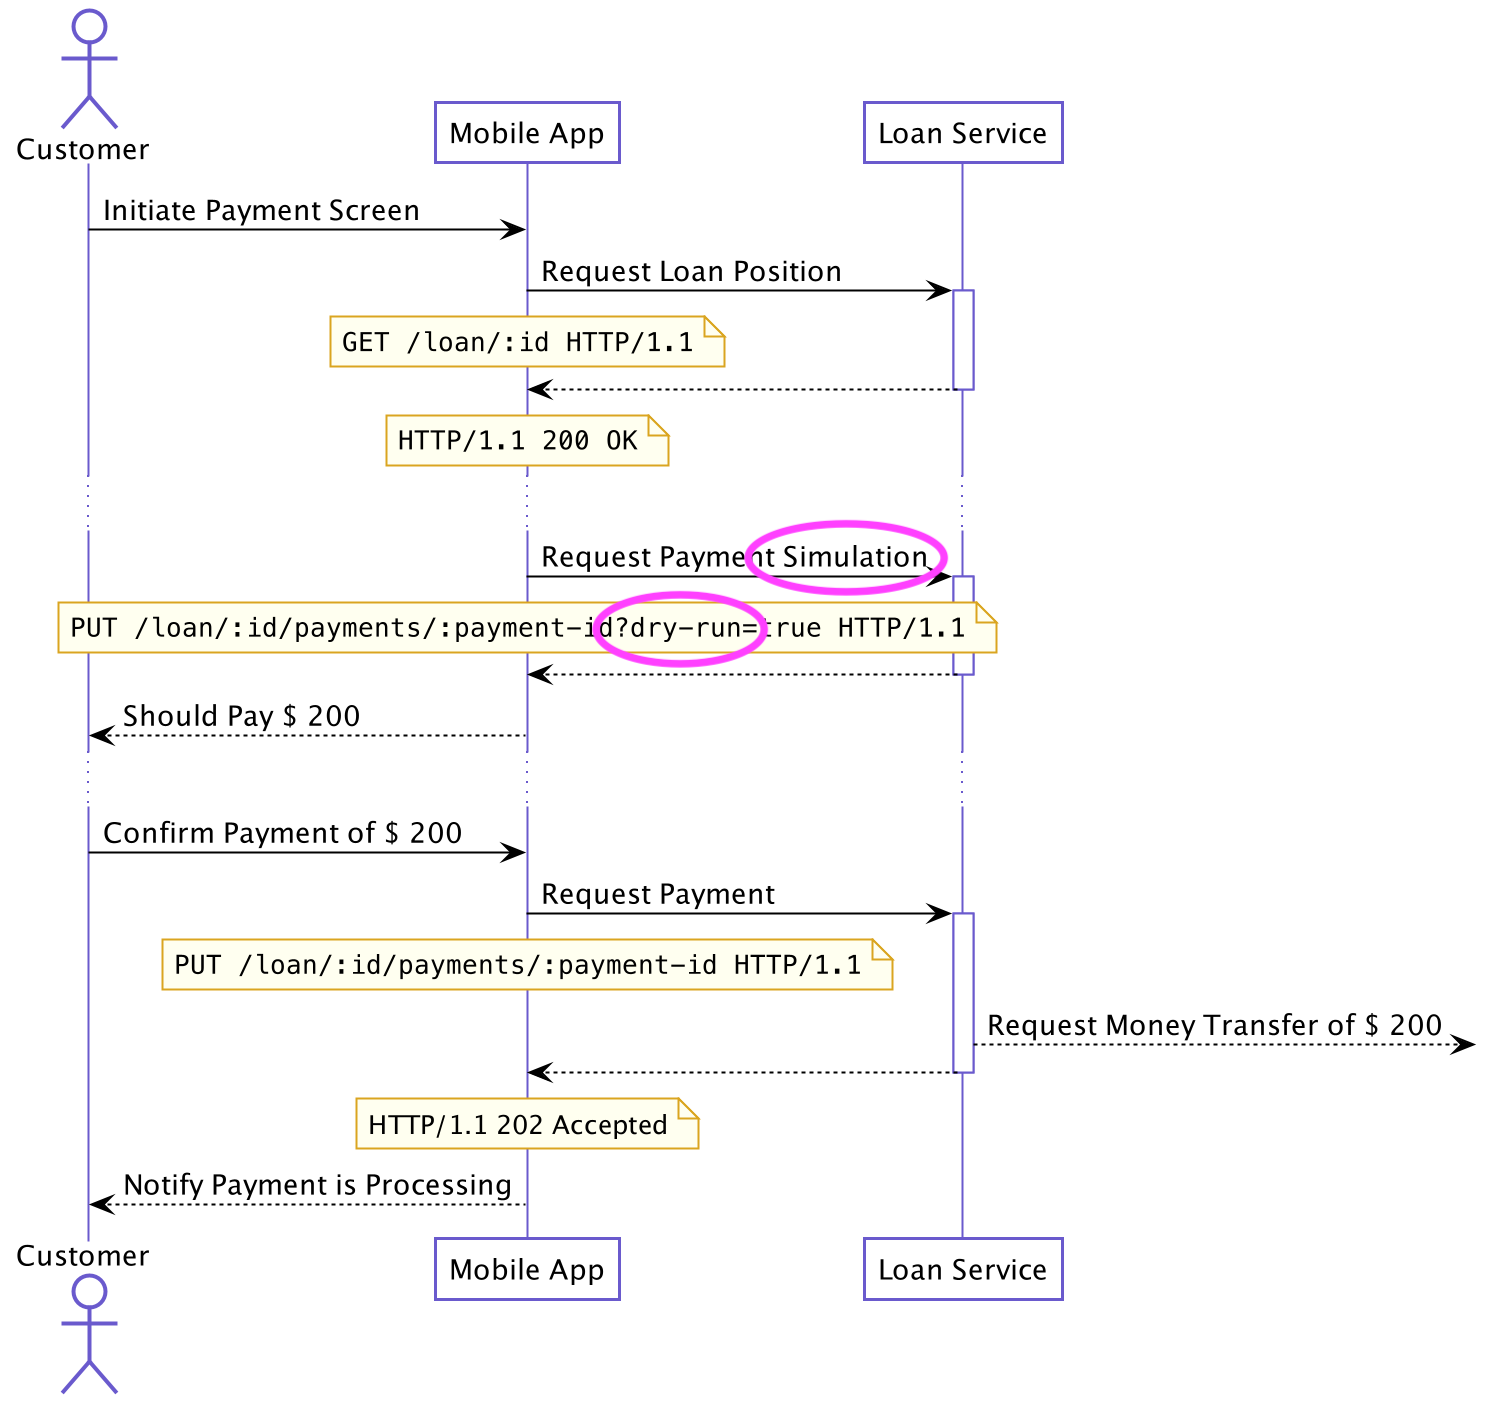 Customer
Mobile App
Loan Service
Initiate Payment Screen
Request Loan Position
GET /loan/:id HTTP/1.1
HTTP/1.1 200 OK
Request Payment Simulation
PUT /loan/:id/payments/:payment-id?dry-run=true HTTP/1.1
Should Pay $ 200
Confirm Payment of $ 200
Request Payment
PUT /loan/:id/payments/:payment-id HTTP/1.1
Request Money Transfer of $ 200
HTTP/1.1 202 Accepted
Notify Payment is Processing
Customer
Mobile App
Loan Service